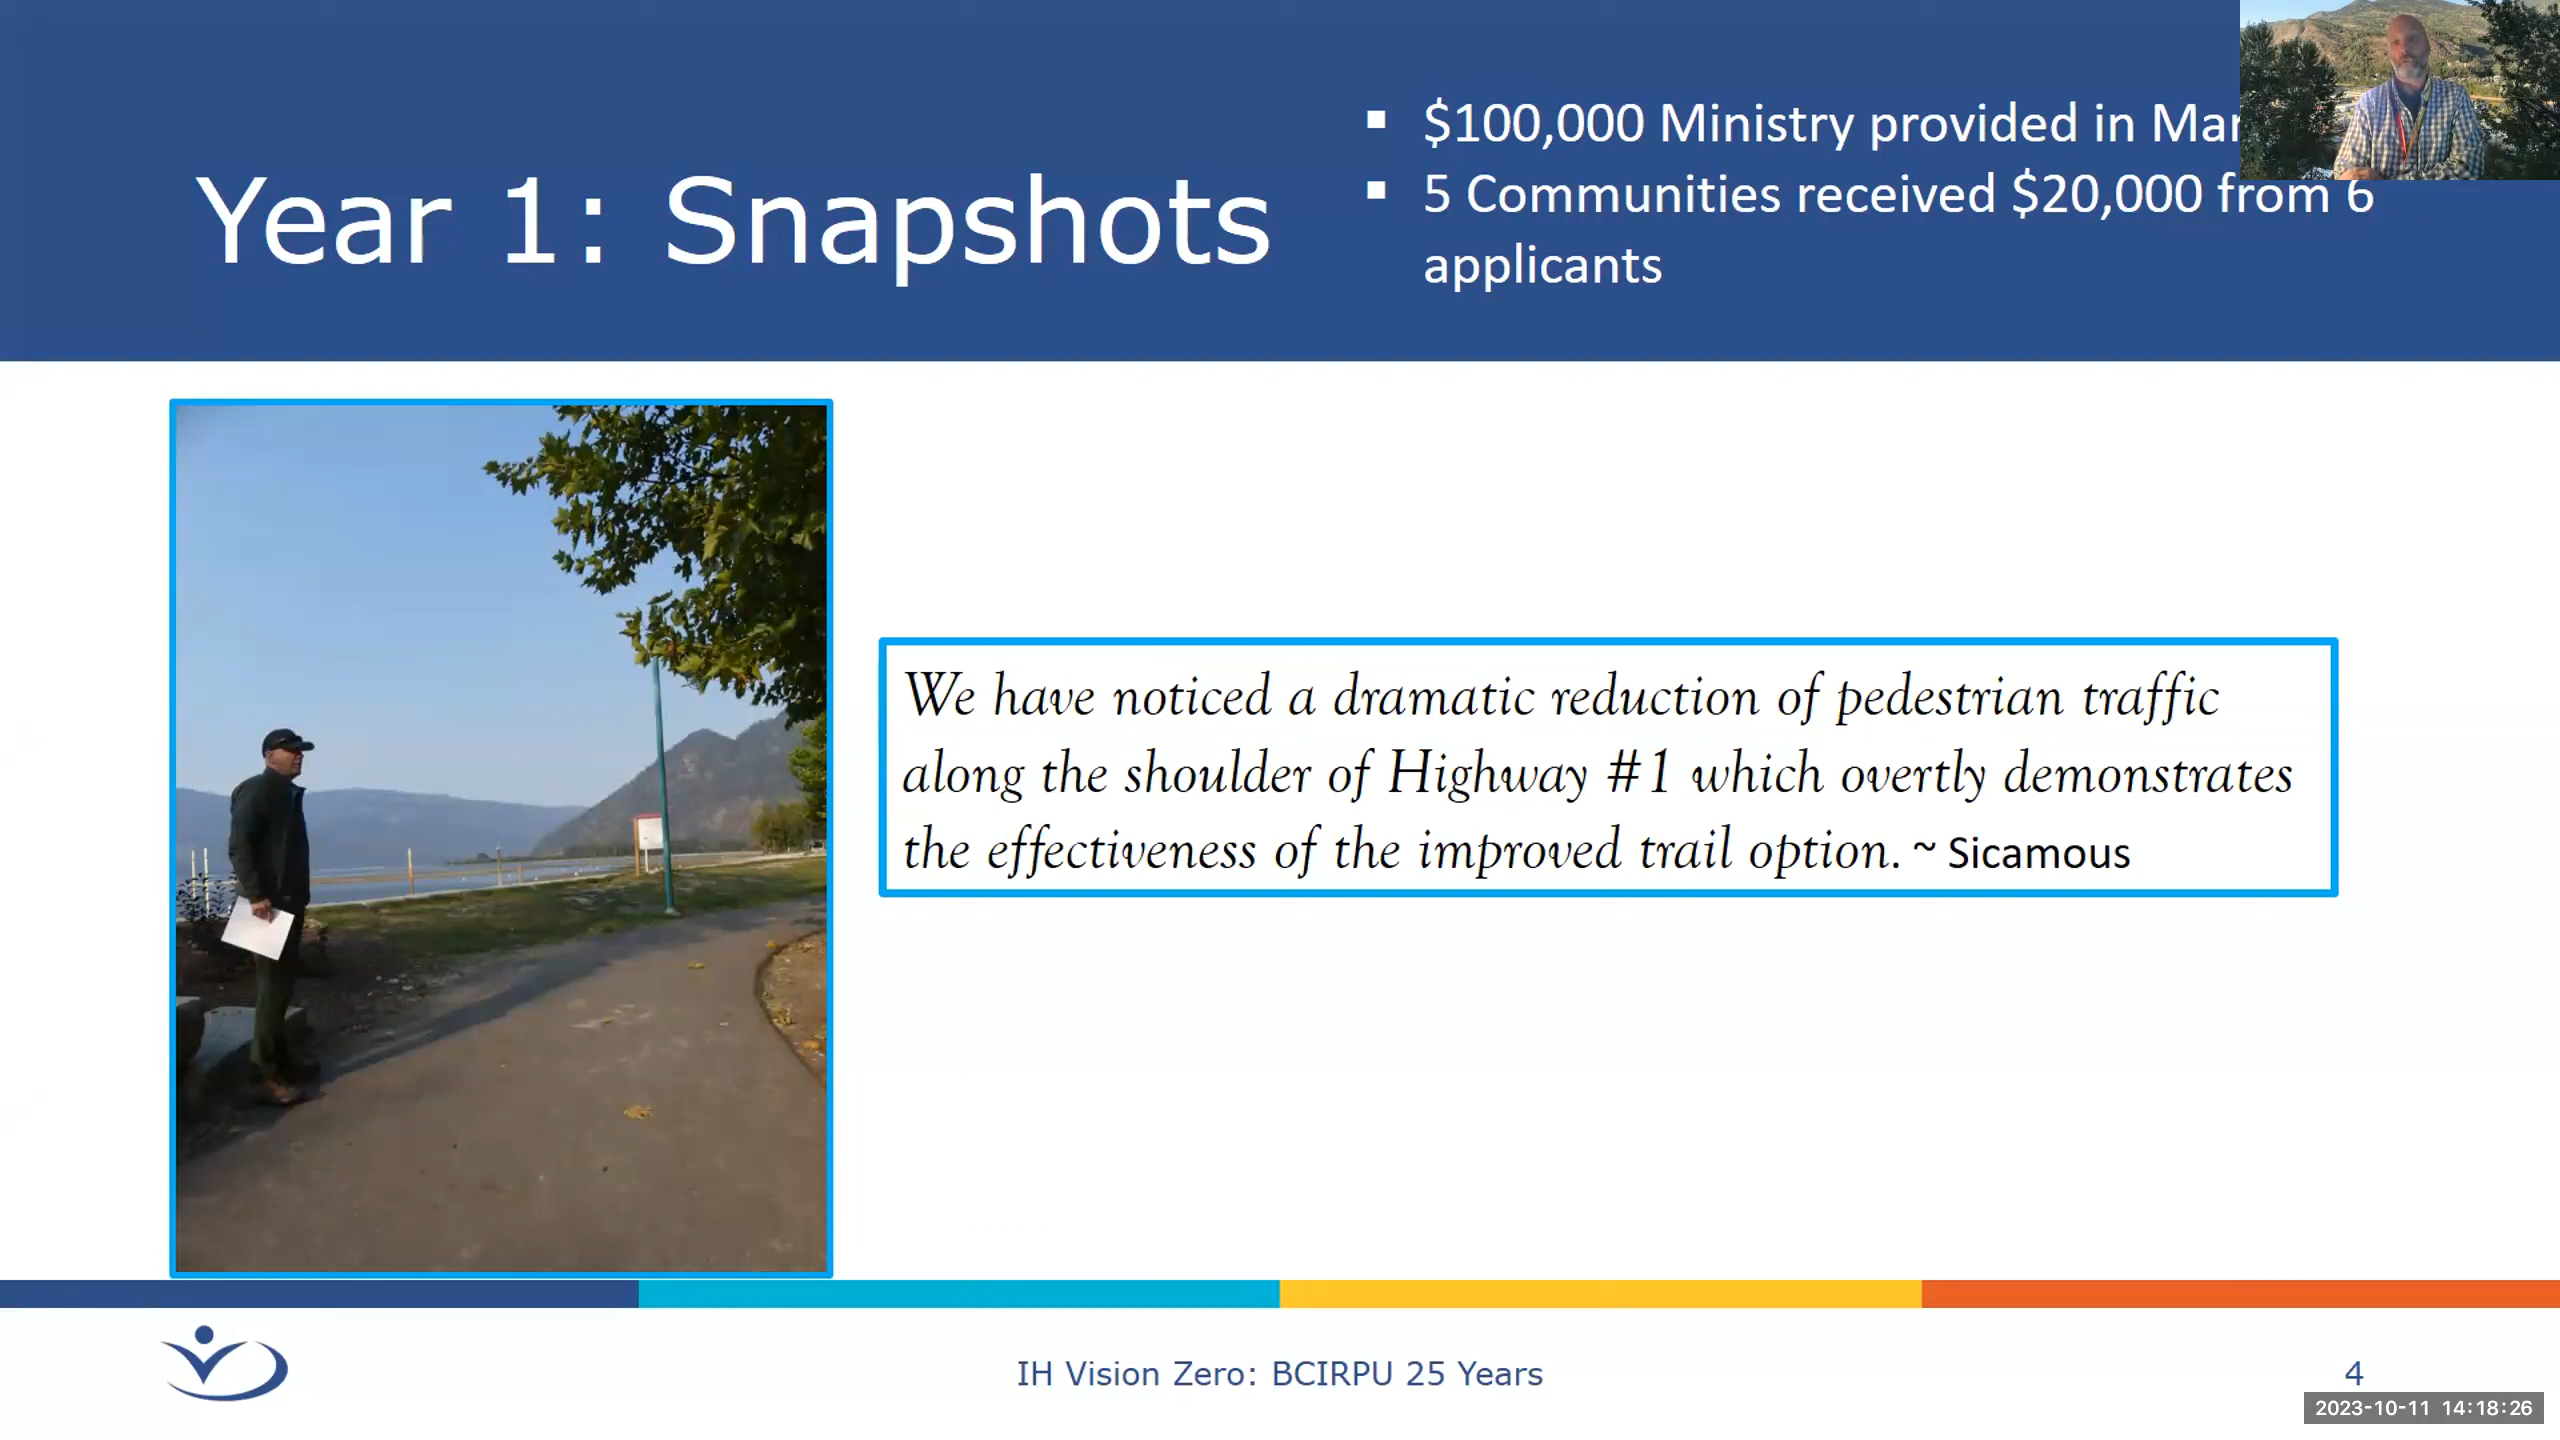 Year 1: Snapshots
▪ $100,000 Ministry provided in
▪ 5 Communities received $20,000 from 6
applicants
We have noticed a dramatic reduction of pedestrian traffic
along the shoulder of Highway #1 which overtly demonstrates
the effectiveness of the improved trail option. ~ Sicamous
IH Vision Zero: BCIRPU 25 Years
4
2023-10-11 14:18:26